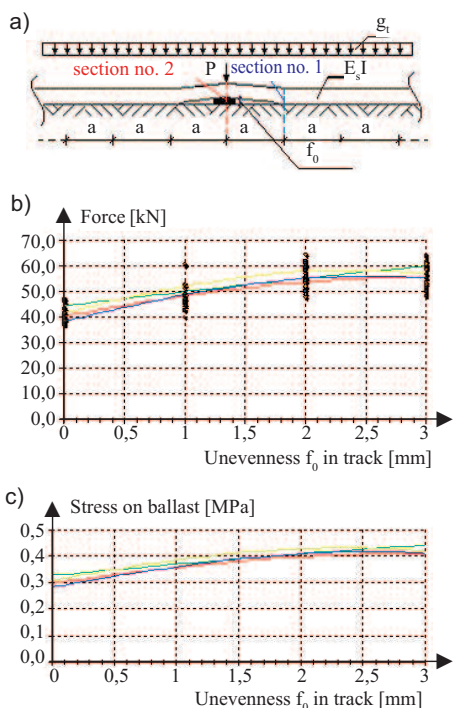 a)
gt
section no. 2
P
section no. 1
EsI
a a a a a a
f0
b)
Force [kN]
70,0
60,0
50,0
40,0
30,0
20,0
10,0
0,0
0 0,5 1 1,5 2 2,5 3
Unevenness f0 in track [mm]
c)
Stress on ballast [MPa]
0,5
0,4
0,3
0,2
0,1
0,0
0 0,5 1 1,5 2 2,5 3
Unevenness f0 in track [mm]